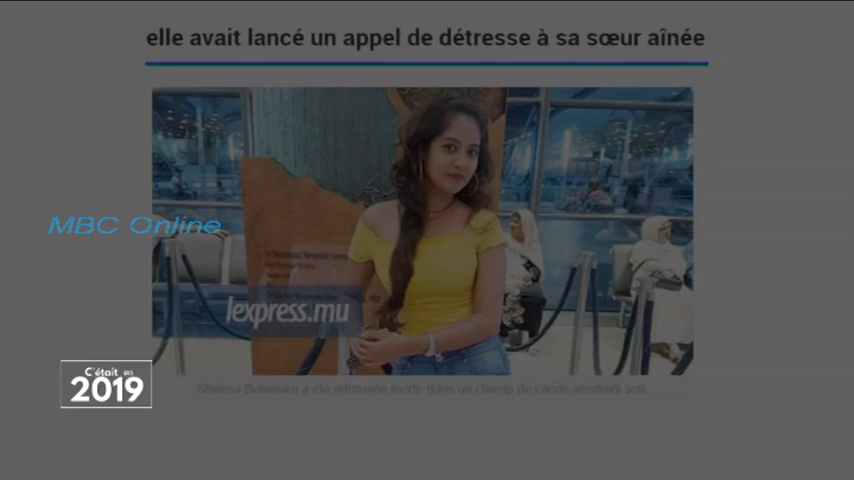 elle avait lancé un appel de détresse à sa sœur aînée
MBC Online
lexpress.mu
C'était en
2019
Sheena Buleeram a été retrouvée morte dans un champ de canne vendredi soir.